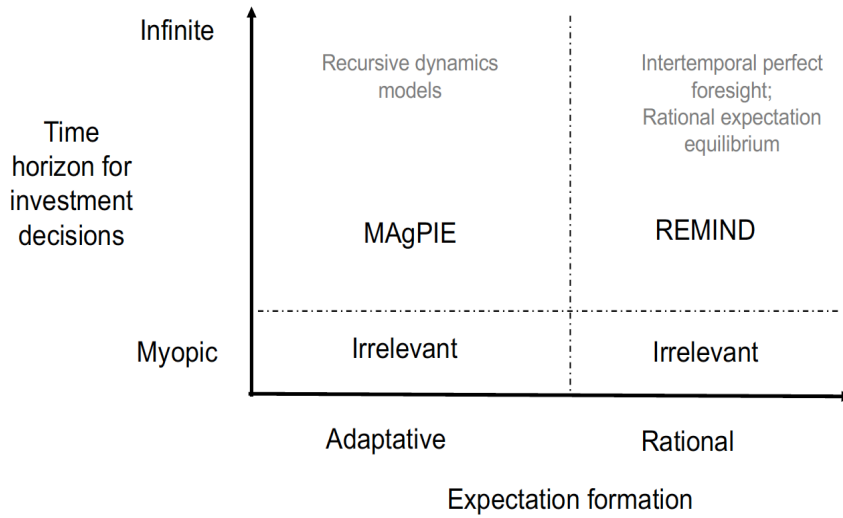 Infinite
Recursive dynamics
models
Intertemporal perfect
foresight;
Rational expectation
equilibrium
Time
horizon for
investment
decisions
MAgPIE
REMIND
Myopic
Irrelevant
Irrelevant
Adaptative
Rational
Expectation formation